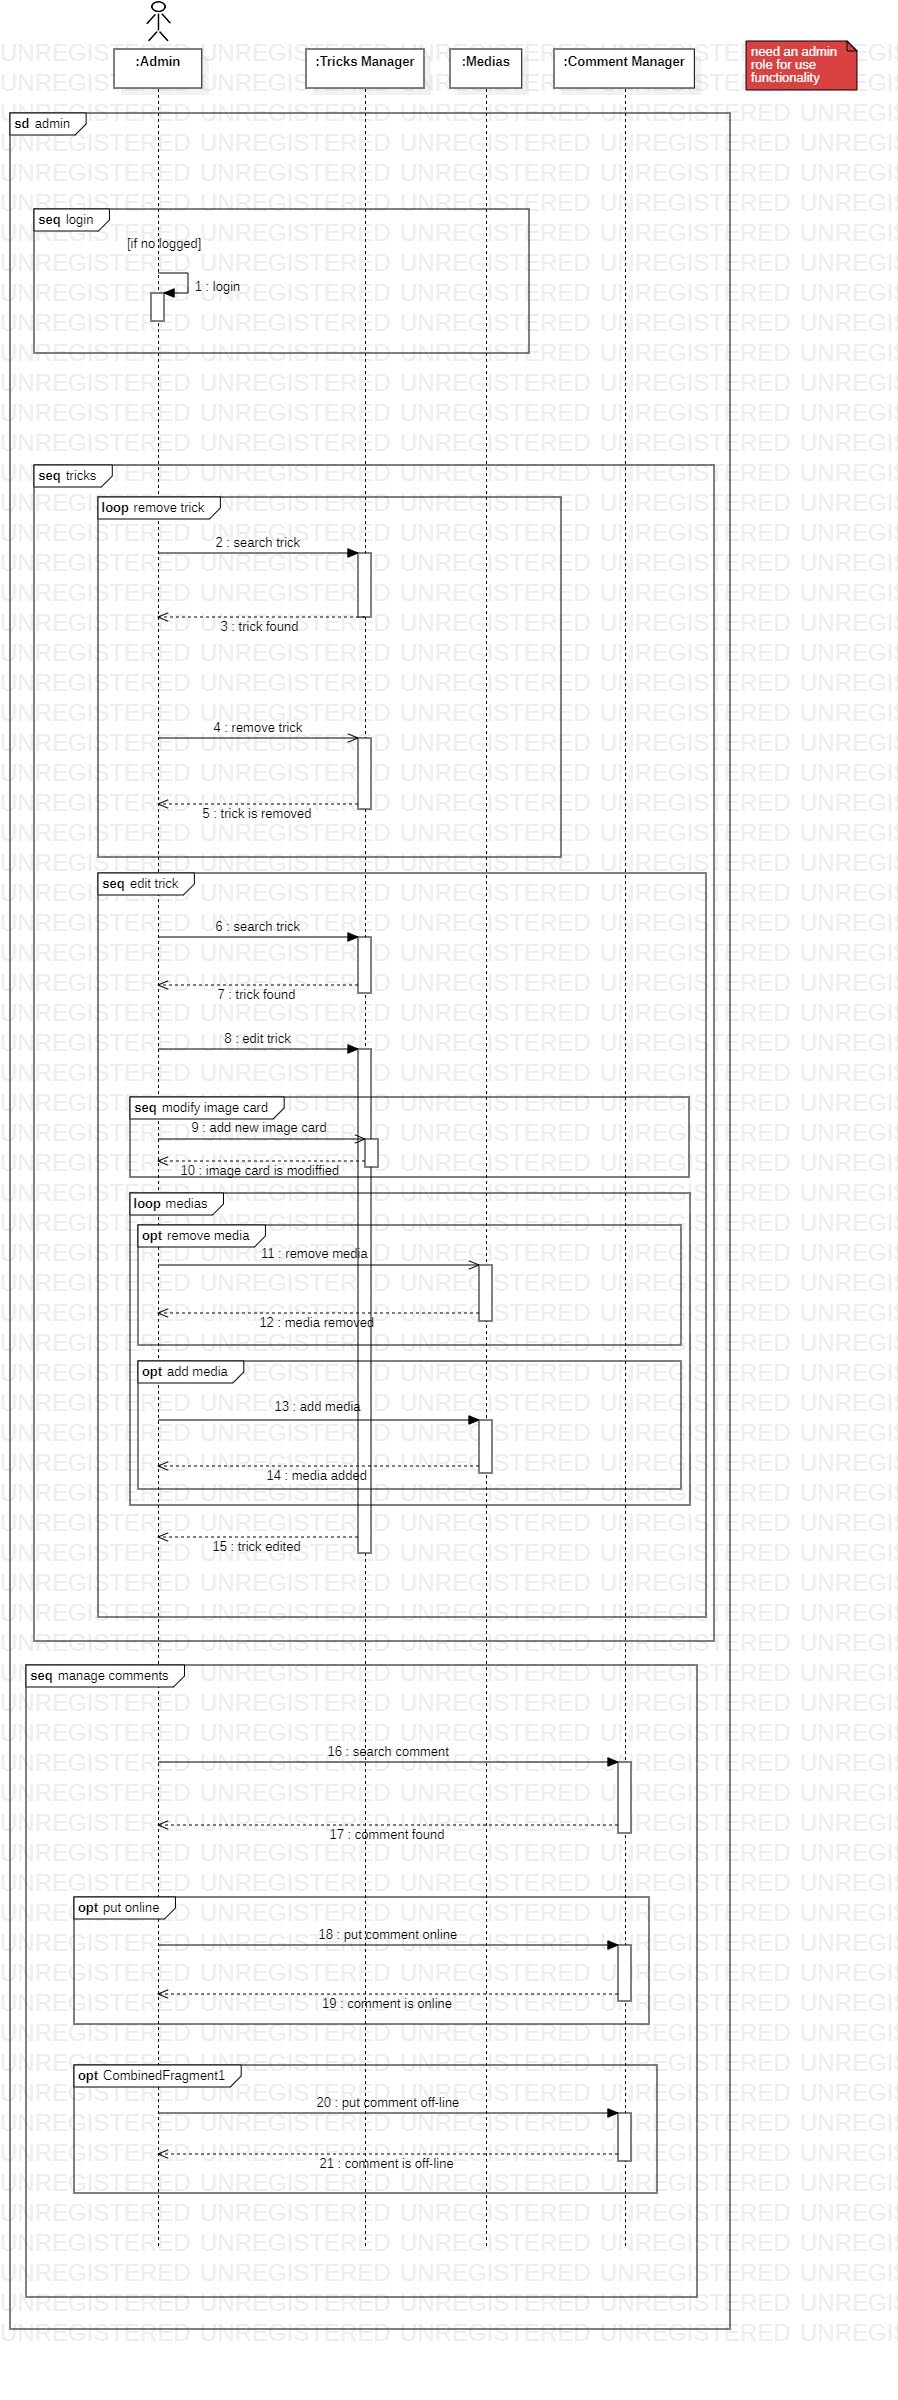 :Admin
:Tricks Manager
:Medias
:Comment Manager
need an admin
role for use
functionality
sd admin
seq login
[if no logged]
1 : login
seq tricks
loop remove trick
2 : search trick
3 : trick found
4 : remove trick
5 : trick is removed
seq edit trick
6 : search trick
7 : trick found
8 : edit trick
seq modify image card
9 : add new image card
10 : image card is modiffied
loop medias
opt remove media
11 : remove media
12 : media removed
opt add media
13 : add media
14 : media added
15 : trick edited
seq manage comments
16 : search comment
17 : comment found
opt put online
18 : put comment online
19 : comment is online
opt CombinedFragment1
20 : put comment off-line
21 : comment is off-line
UNREGISTERED